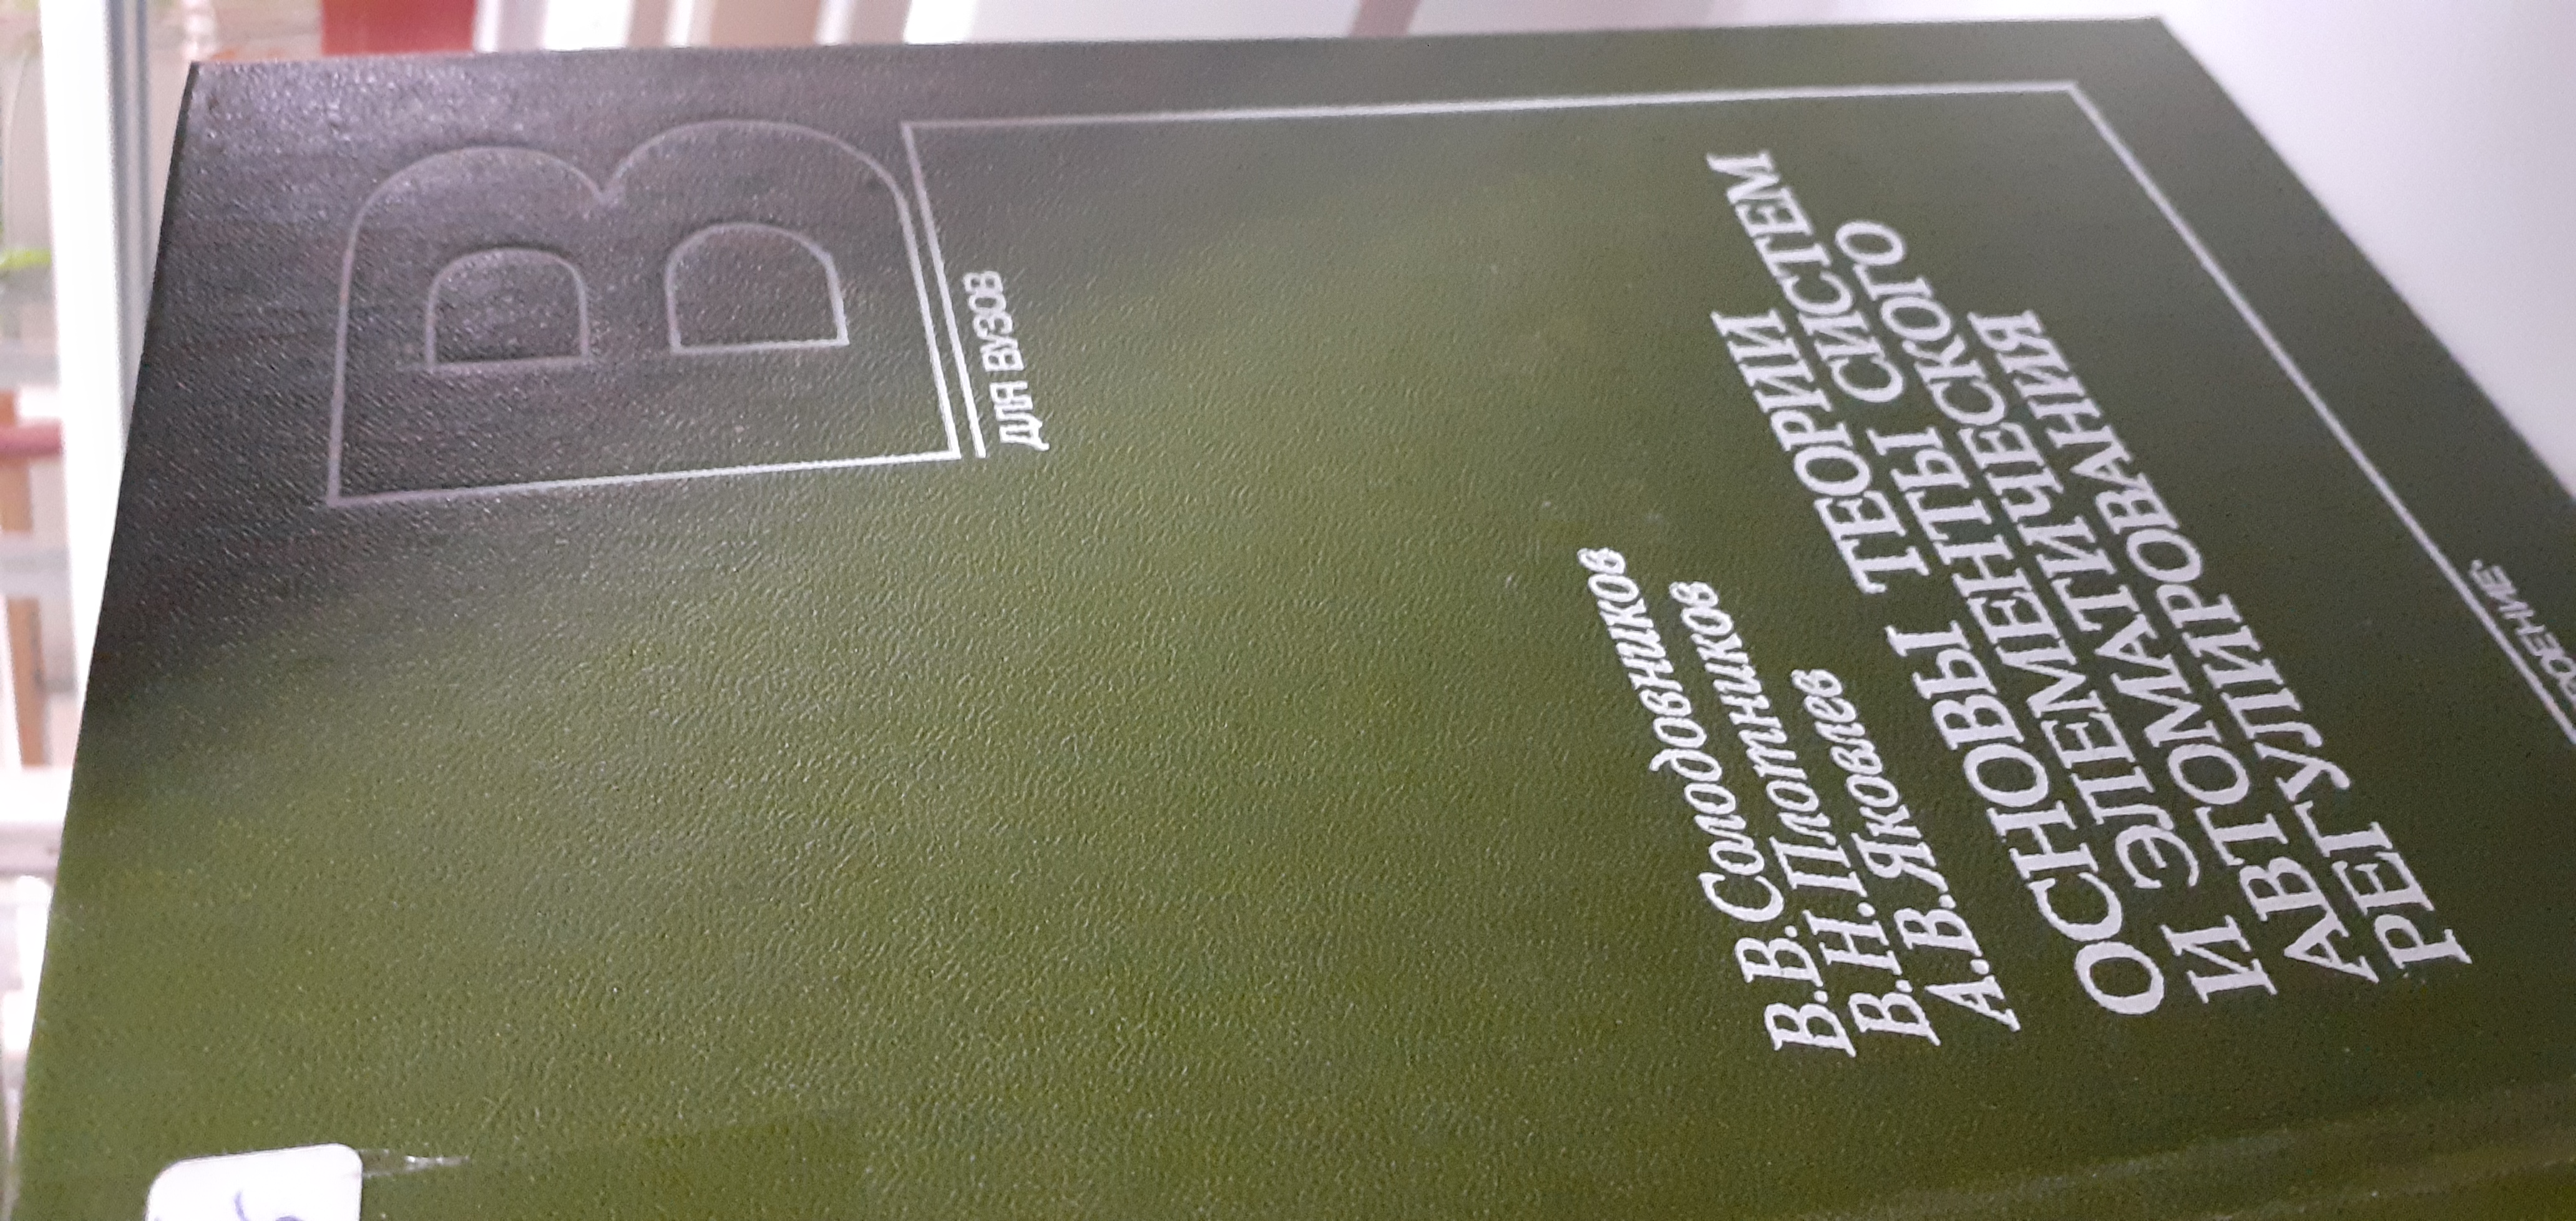 В
ДЛЯ ВУЗОВ
В.В.Солодовников
В.Н.Плотников
А.В.Яковлев
ОСНОВЫ ТЕОРИИ
И ЭЛЕМЕНТЫ СИСТЕМ
АВТОМАТИЧЕСКОГО
РЕГУЛИРОВАНИЯ